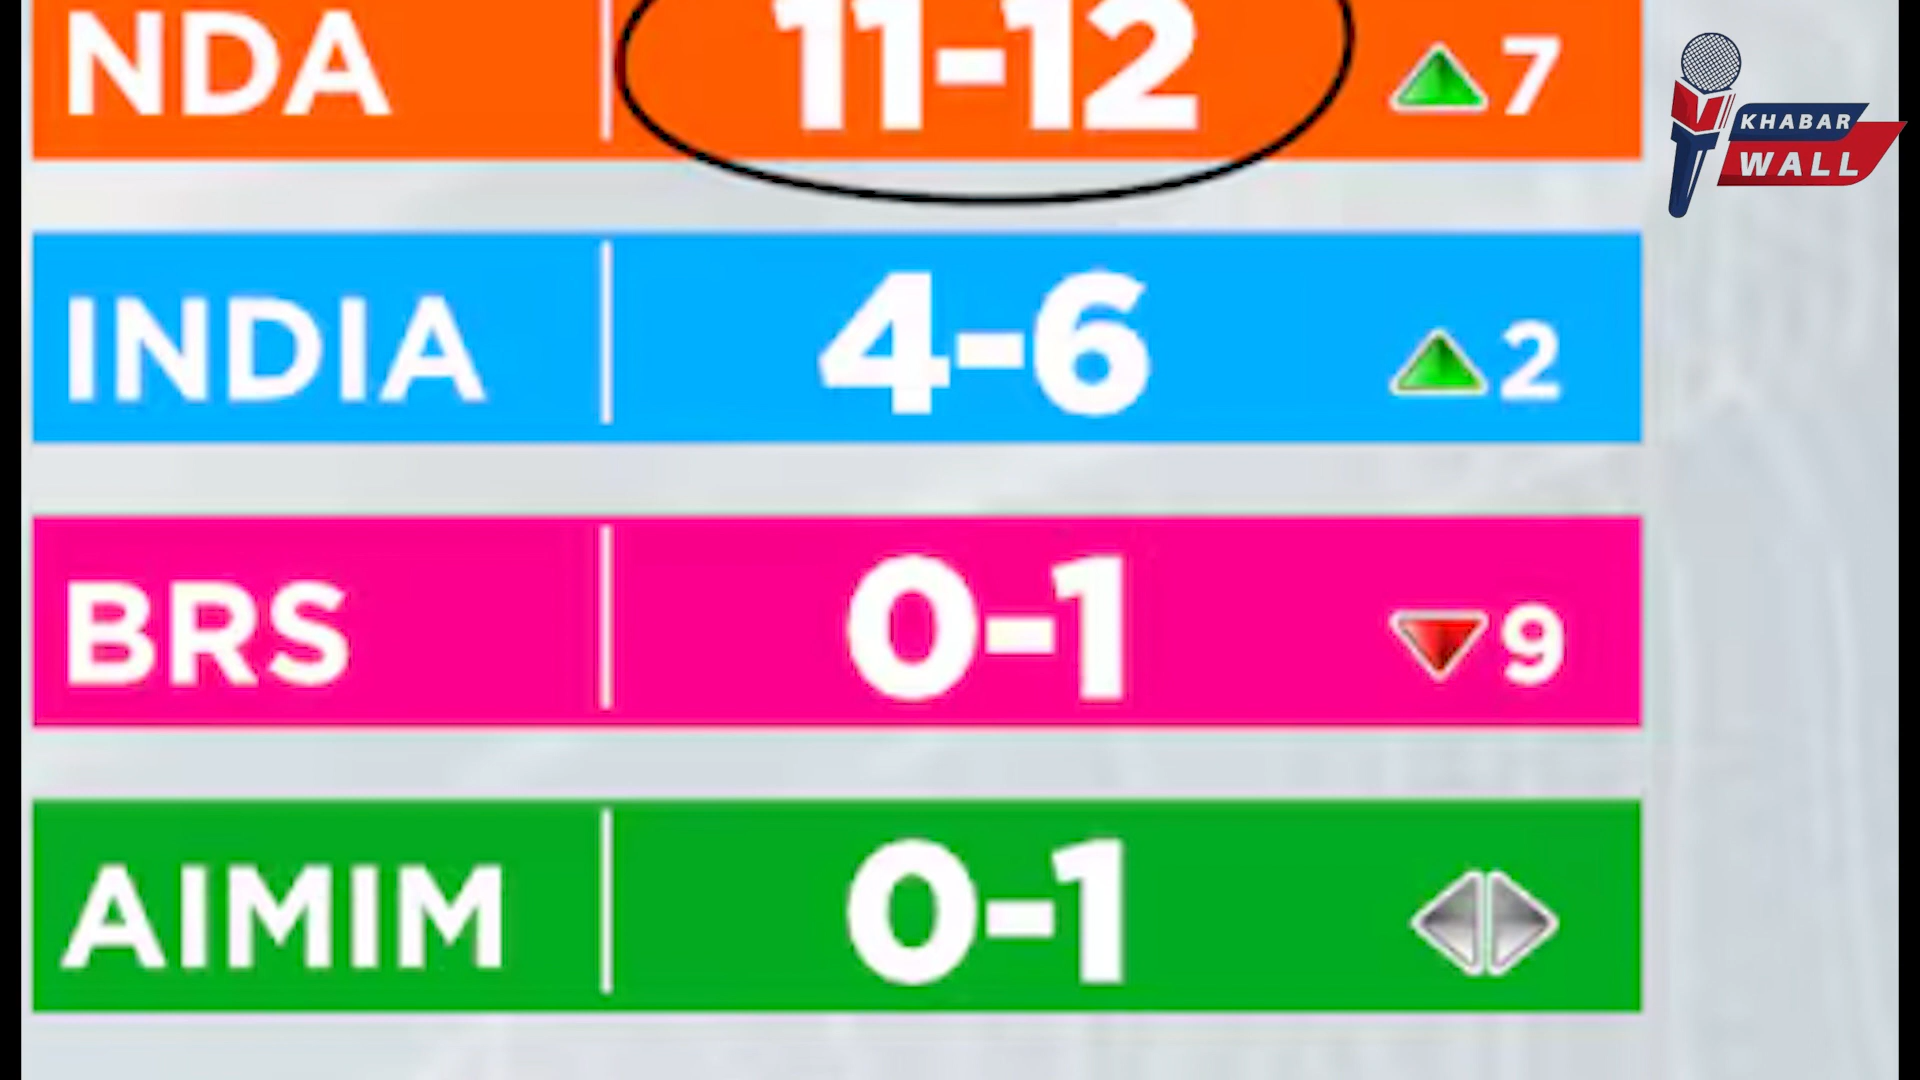 NDA 11-12 7
KHABAR
WALL
INDIA 4-6 2
BRS 0-1 9
AIMIM 0-1